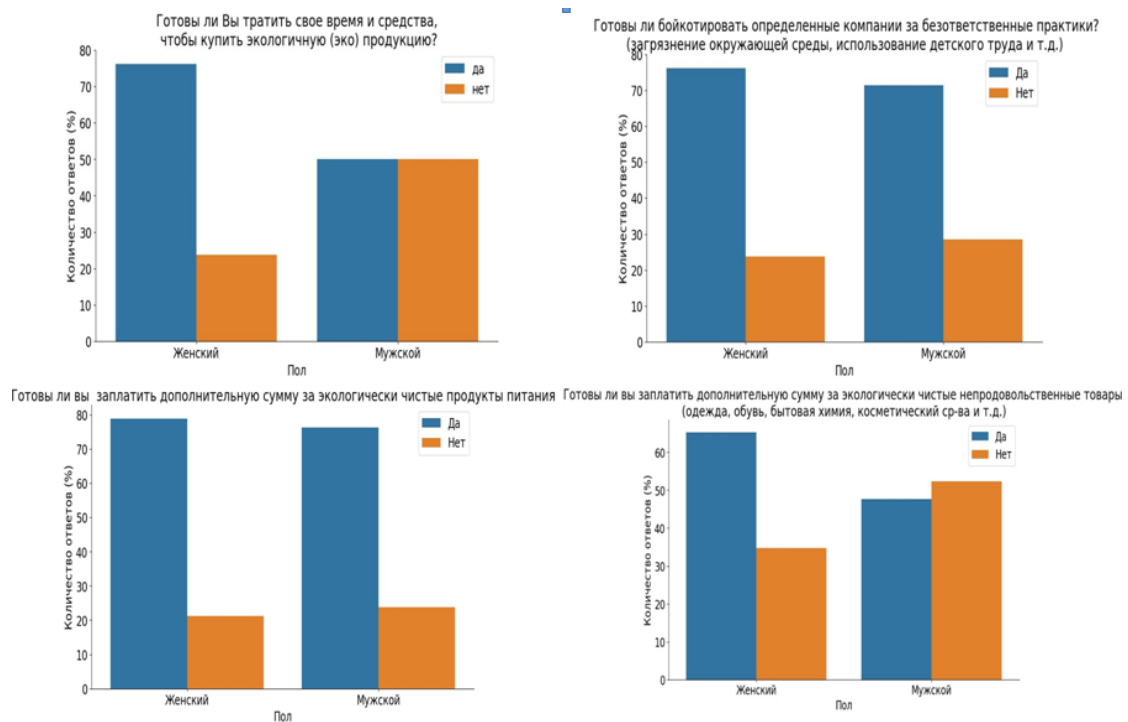 Готовы ли Вы тратить свое время и средства,
чтобы купить экологичную (эко) продукцию?
80
70
60
50
40
30
20
10
0
Количество ответов (%)
да
нет
Женский
Мужской
Пол
Готовы ли бойкотировать определенные компании за безответственные практики?
(загрязнение окружающей среды, использование детского труда и т.д.)
80
70
60
50
40
30
20
10
0
Количество ответов (%)
Да
Нет
Женский
Мужской
Пол
Готовы ли вы заплатить дополнительную сумму за экологически чистые продукты питания
80
70
60
50
40
30
20
10
0
Количество ответов (%)
Да
Нет
Женский
Мужской
Пол
Готовы ли вы заплатить дополнительную сумму за экологически чистые непродовольственные товары
(одежда, обувь, бытовая химия, косметический ср-ва и т.д.)
60
50
40
30
20
10
0
Количество ответов (%)
Да
Нет
Женский
Мужской
Пол